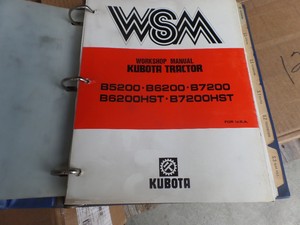 WSM
WORKSHOP MANUAL
KUBOTA TRACTOR
B5200·B6200·B7200
B6200HST·B7200HST
KUBOTA